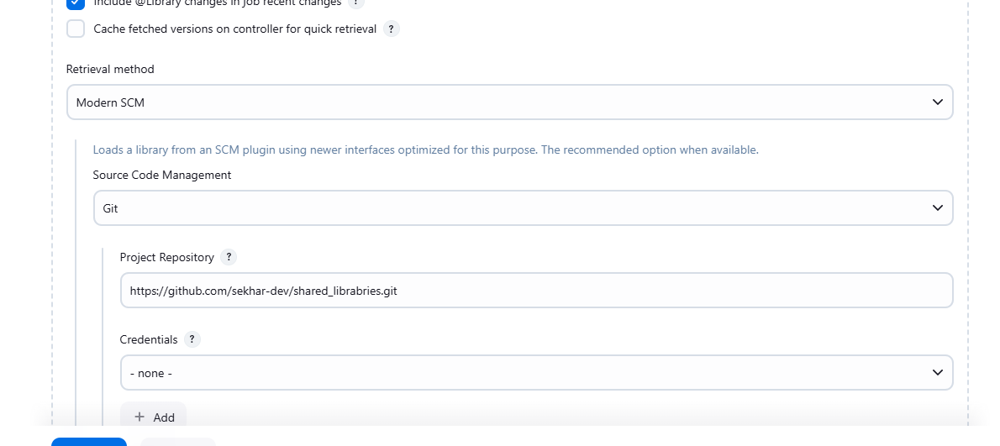 Include @Library changes in job recent changes ?
Cache fetched versions on controller for quick retrieval ?
Retrieval method
Modern SCM
Loads a library from an SCM plugin using newer interfaces optimized for this purpose. The recommended option when available.
Source Code Management
Git
Project Repository ?
https://github.com/sekhar-dev/shared_librabries.git
Credentials ?
- none -
+ Add